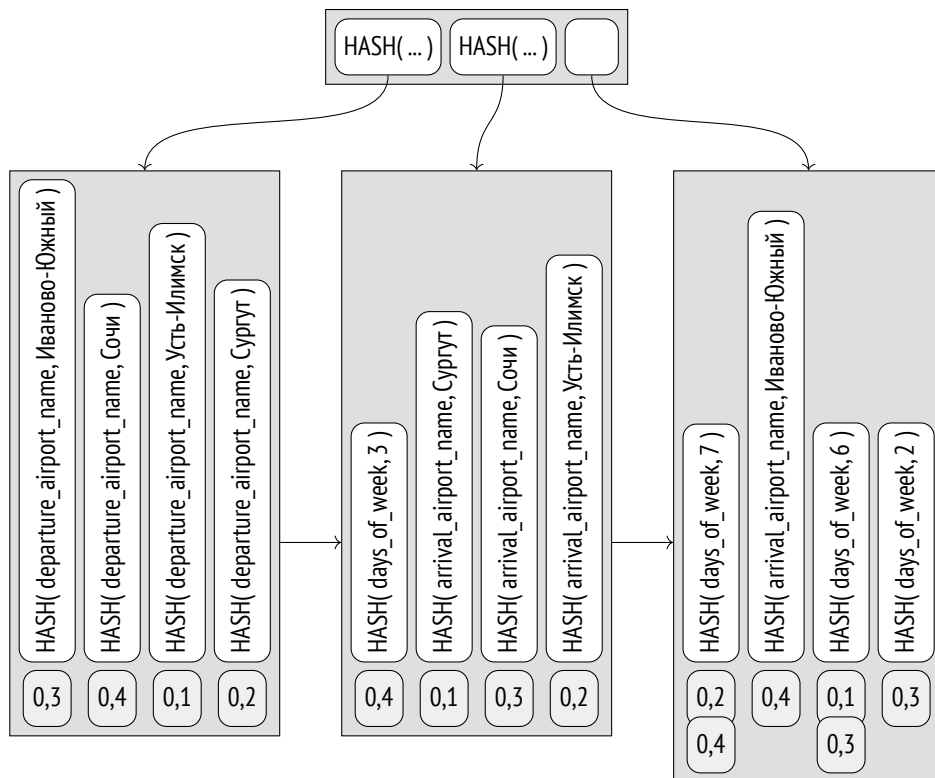 HASH( ... )
HASH( ... )
HASH( departure_airport_name, Иваново-Южный )
HASH( departure_airport_name, Сочи )
HASH( departure_airport_name, Усть-Илимск )
HASH( departure_airport_name, Сургут )
0,3
0,4
0,1
0,2
HASH( days_of_week, 3 )
HASH( arrival_airport_name, Сургут )
HASH( arrival_airport_name, Сочи )
HASH( arrival_airport_name, Усть-Илимск )
0,4
0,1
0,3
0,2
HASH( days_of_week, 7 )
HASH( arrival_airport_name, Иваново-Южный )
HASH( days_of_week, 6 )
HASH( days_of_week, 2 )
0,2
0,4
0,1
0,3
0,4
0,3